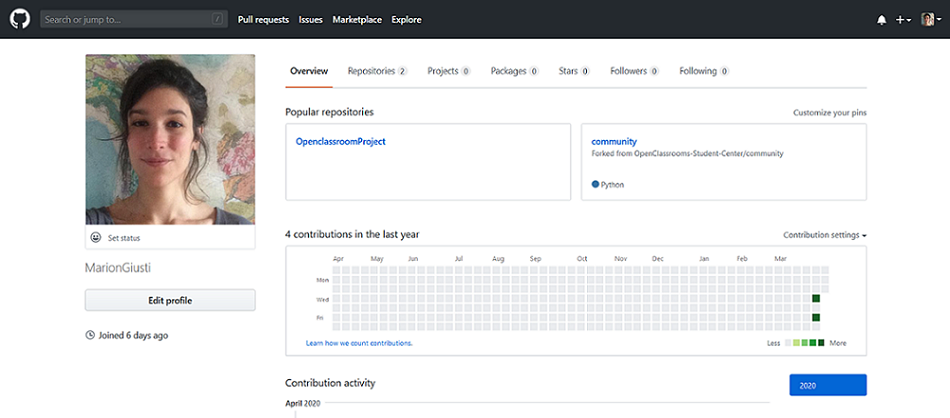 Search or jump to... /
Pull requests Issues Marketplace Explore
Overview Repositories 2 Projects 0 Packages 0 Stars 0 Followers 0 Following 0
Popular repositories Customize your pins
OpenclassroomProject
community
Forked from OpenClassrooms-Student-Center/community
Python
Set status
MarionGiusti
Edit profile
Joined 6 days ago
4 contributions in the last year Contribution settings
Apr May Jun Jul Aug Sep Oct Nov Dec Jan Feb Mar
Mon
Wed
Fri
Learn how we count contributions. Less More
Contribution activity 2020
April 2020